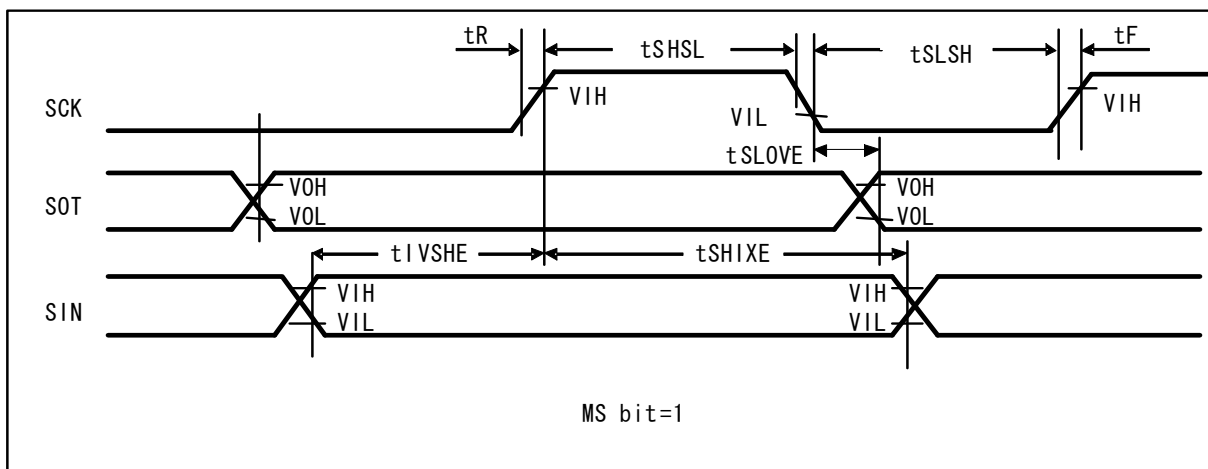 tR tSHSL tSLSH tF
SCK VIH VIL VIH
tSLOVE
SOT VOH VOL VOH VOL
tIVSHE tSHIXE
SIN VIH VIL VIH VIL
MS bit=1